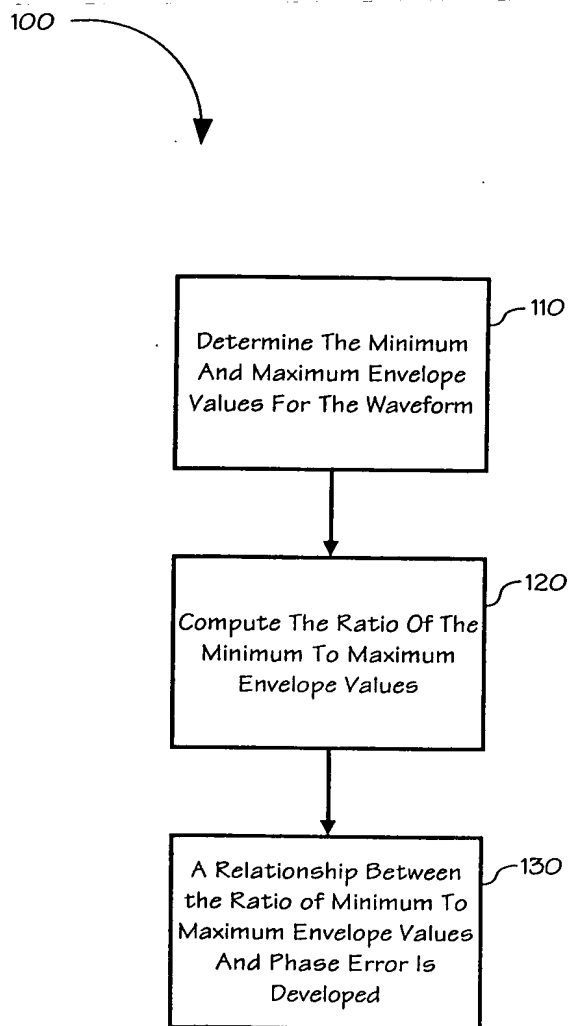 100
110
Determine The Minimum
And Maximum Envelope
Values For The Waveform
120
Compute The Ratio Of The
Minimum To Maximum
Envelope Values
130
A Relationship Between
the Ratio of Minimum To
Maximum Envelope Values
And Phase Error Is
Developed